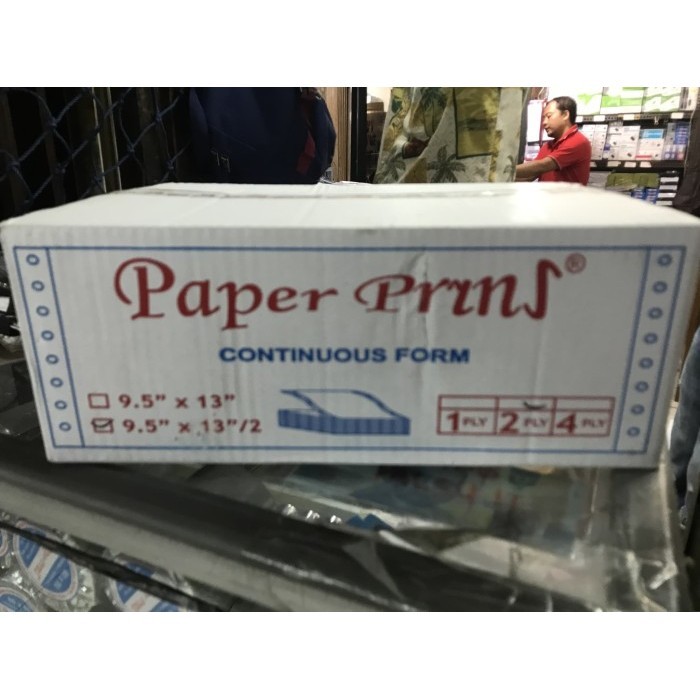 Paper Prinſ®
CONTINUOUS FORM
☐ 9.5" x 13"
☑ 9.5" x 13"/2
1 PLY 2 PLY 4 PLY